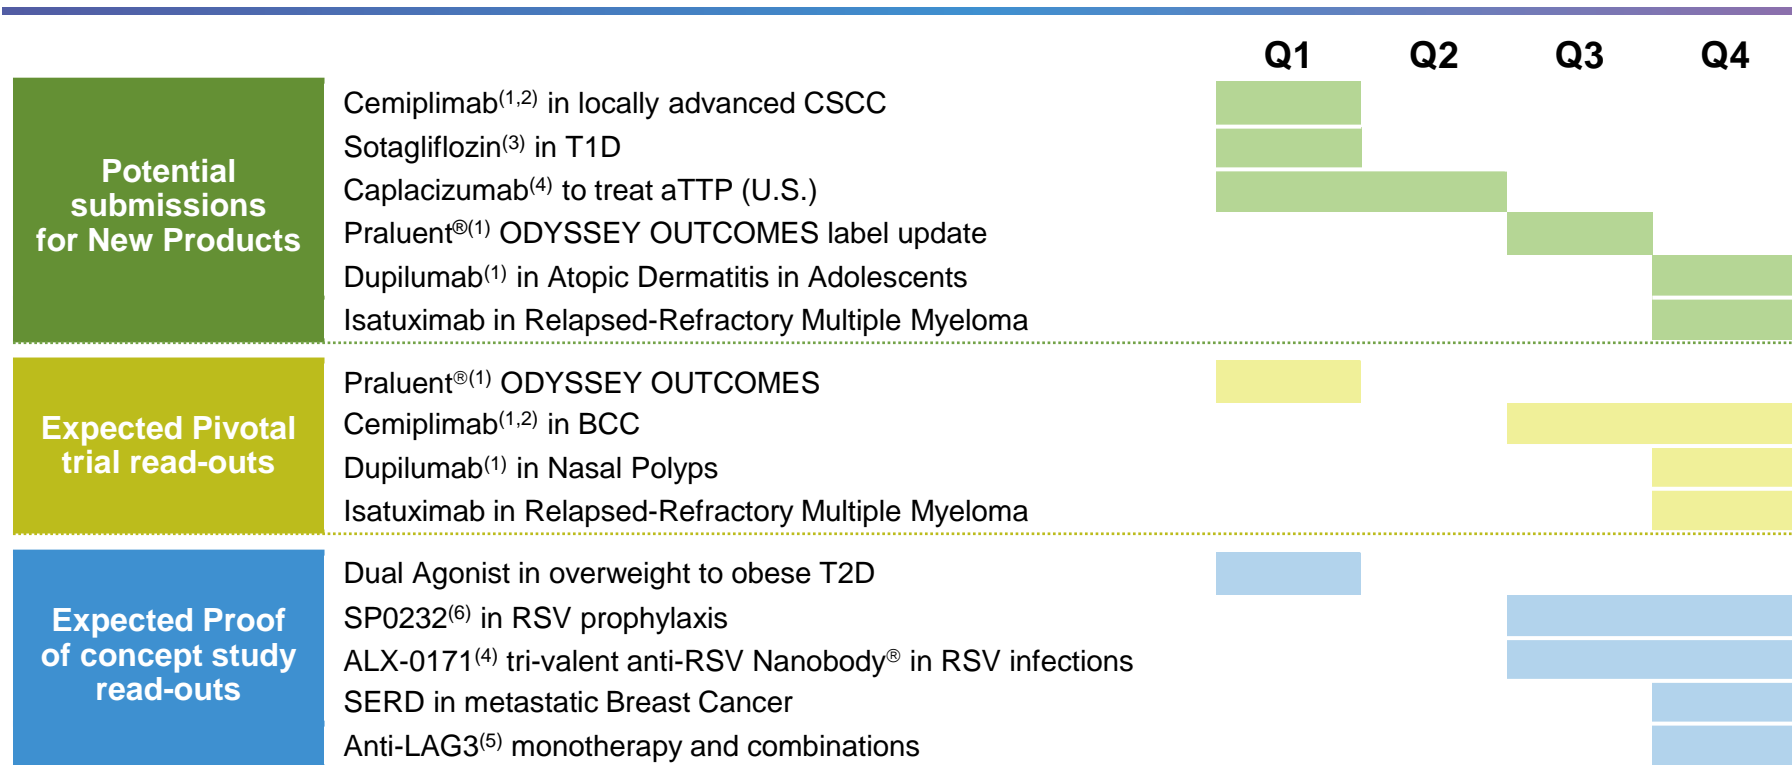 Q1 Q2 Q3 Q4
Potential
submissions
for New Products
Cemiplimab(1,2) in locally advanced CSCC
Sotagliflozin(3) in T1D
Caplacizumab(4) to treat aTTP (U.S.)
Praluent®(1) ODYSSEY OUTCOMES label update
Dupilumab(1) in Atopic Dermatitis in Adolescents
Isatuximab in Relapsed-Refractory Multiple Myeloma
Expected Pivotal
trial read-outs
Praluent®(1) ODYSSEY OUTCOMES
Cemiplimab(1,2) in BCC
Dupilumab(1) in Nasal Polyps
Isatuximab in Relapsed-Refractory Multiple Myeloma
Expected Proof
of concept study
read-outs
Dual Agonist in overweight to obese T2D
SP0232(6) in RSV prophylaxis
ALX-0171(4) tri-valent anti-RSV Nanobody® in RSV infections
SERD in metastatic Breast Cancer
Anti-LAG3(5) monotherapy and combinations